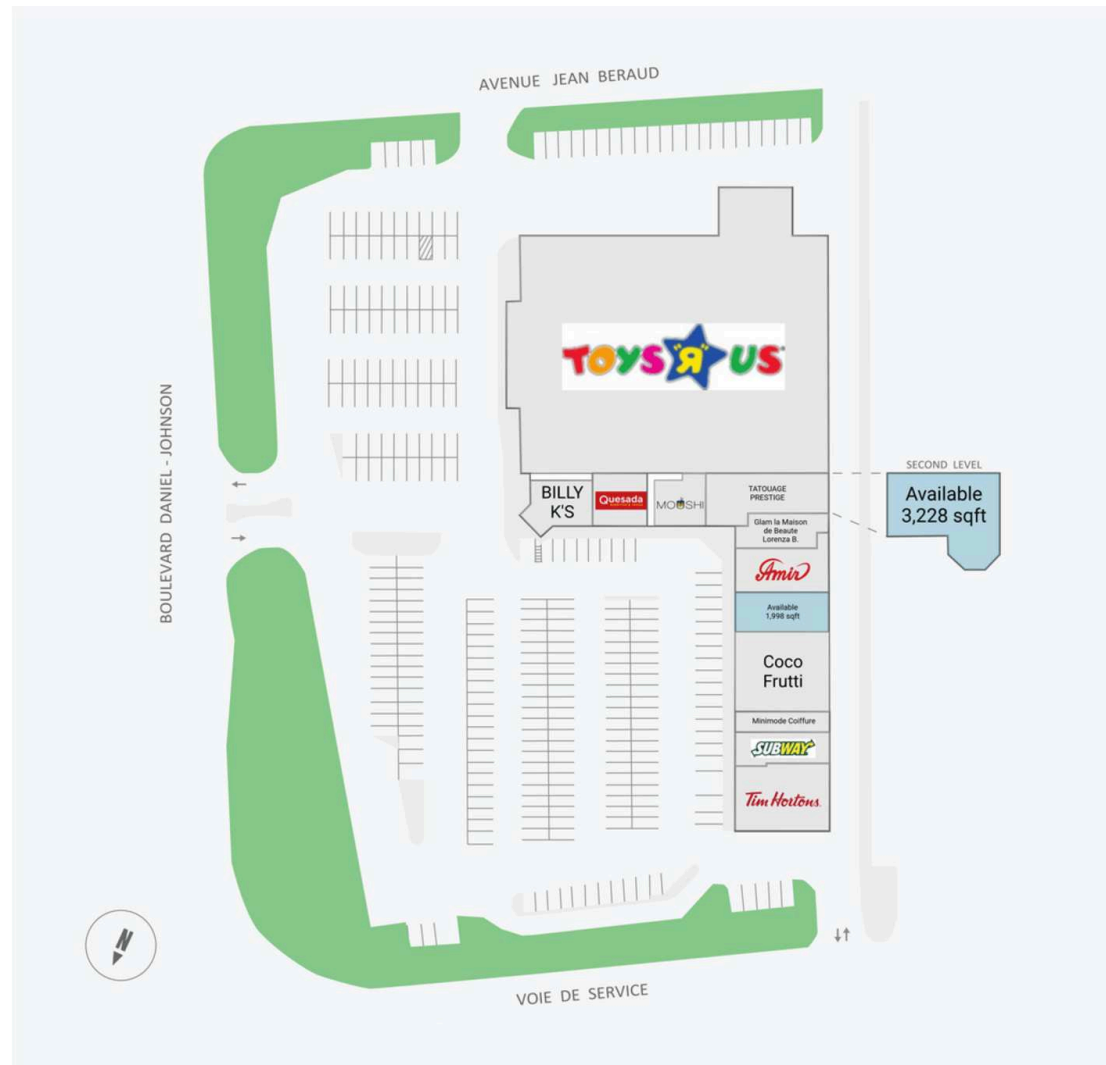 AVENUE JEAN BERAUD
BOULEVARD DANIEL - JOHNSON
TOYS "R" US
SECOND LEVEL
Available
3,228 sqft
BILLY
K'S
Quesada
MOOSHI
TATOUAGE
PRESTIGE
Glam la Maison
de Beaute
Lorenza B.
Amir
Available
1,998 sqft
Coco
Frutti
Minimode Coiffure
SUBWAY
Tim Hortons.
N
VOIE DE SERVICE